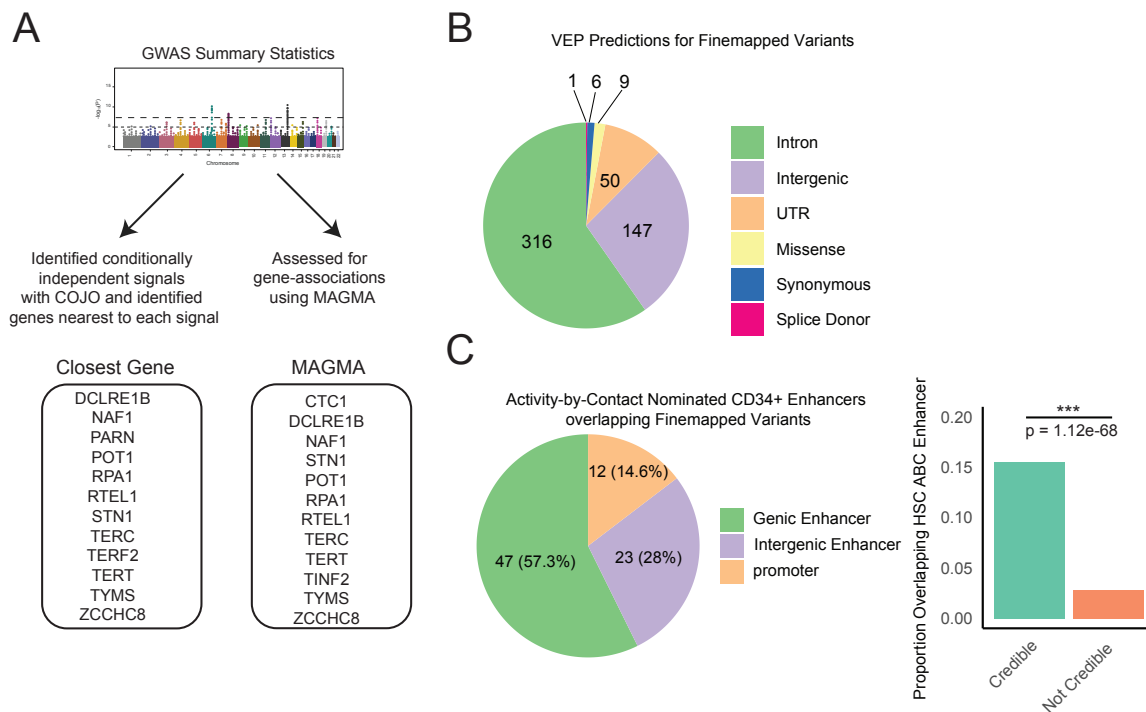 A
GWAS Summary Statistics
Chromosome
Identified conditionally
independent signals
with COJO and identified
genes nearest to each signal
Assessed for
gene-associations
using MAGMA
Closest Gene
DCLRE1B
NAF1
PARN
POT1
RPA1
RTEL1
STN1
TERC
TERF2
TERT
TYMS
ZCCHC8
MAGMA
CTC1
DCLRE1B
NAF1
STN1
POT1
RPA1
RTEL1
TERC
TERT
TINF2
TYMS
ZCCHC8
B
VEP Predictions for Finemapped Variants
1 6 9
50
147
316
Intron
Intergenic
UTR
Missense
Synonymous
Splice Donor
C
Activity-by-Contact Nominated CD34+ Enhancers
overlapping Finemapped Variants
12 (14.6%)
23 (28%)
47 (57.3%)
Genic Enhancer
Intergenic Enhancer
promoter
Proportion Overlapping HSC ABC Enhancer
0.20
0.15
0.10
0.05
0.00
***
p = 1.12e-68
Credible
Not Credible